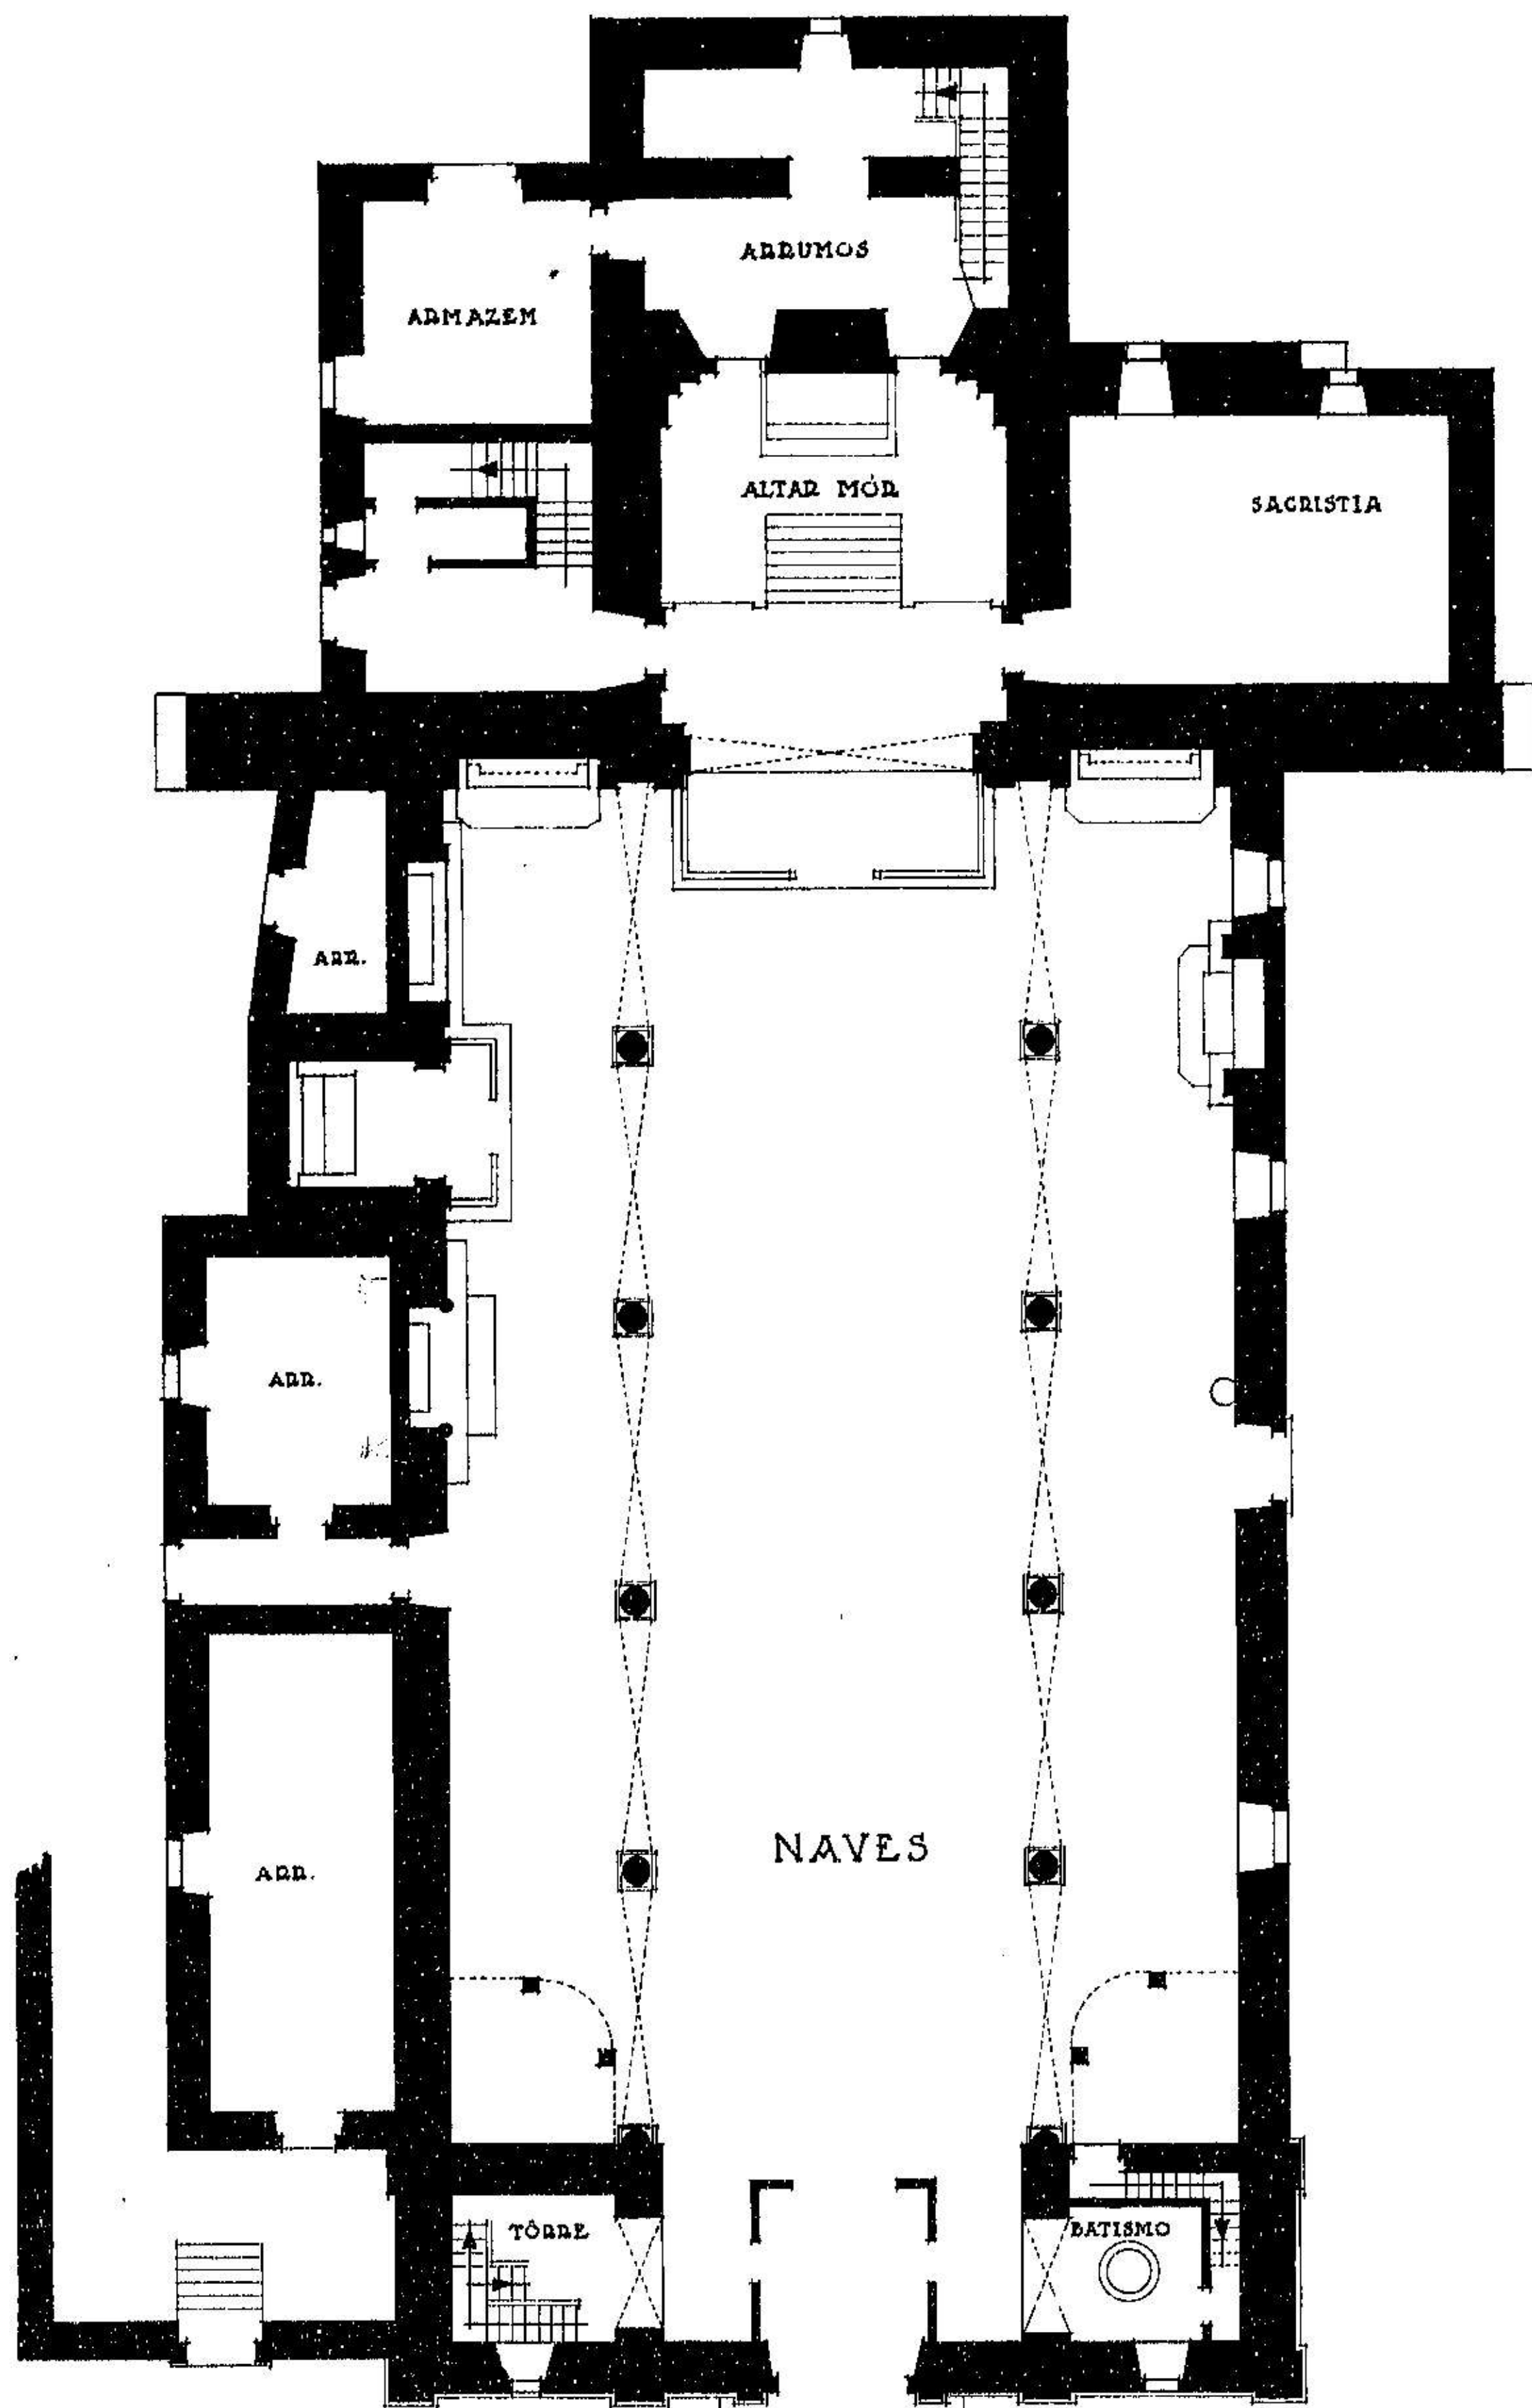 ARRUMOS
ARMAZEM
ALTAR MÓR
SACRISTIA
ARR.
ARR.
NAVES
ARR.
TÔRRE
BATISMO